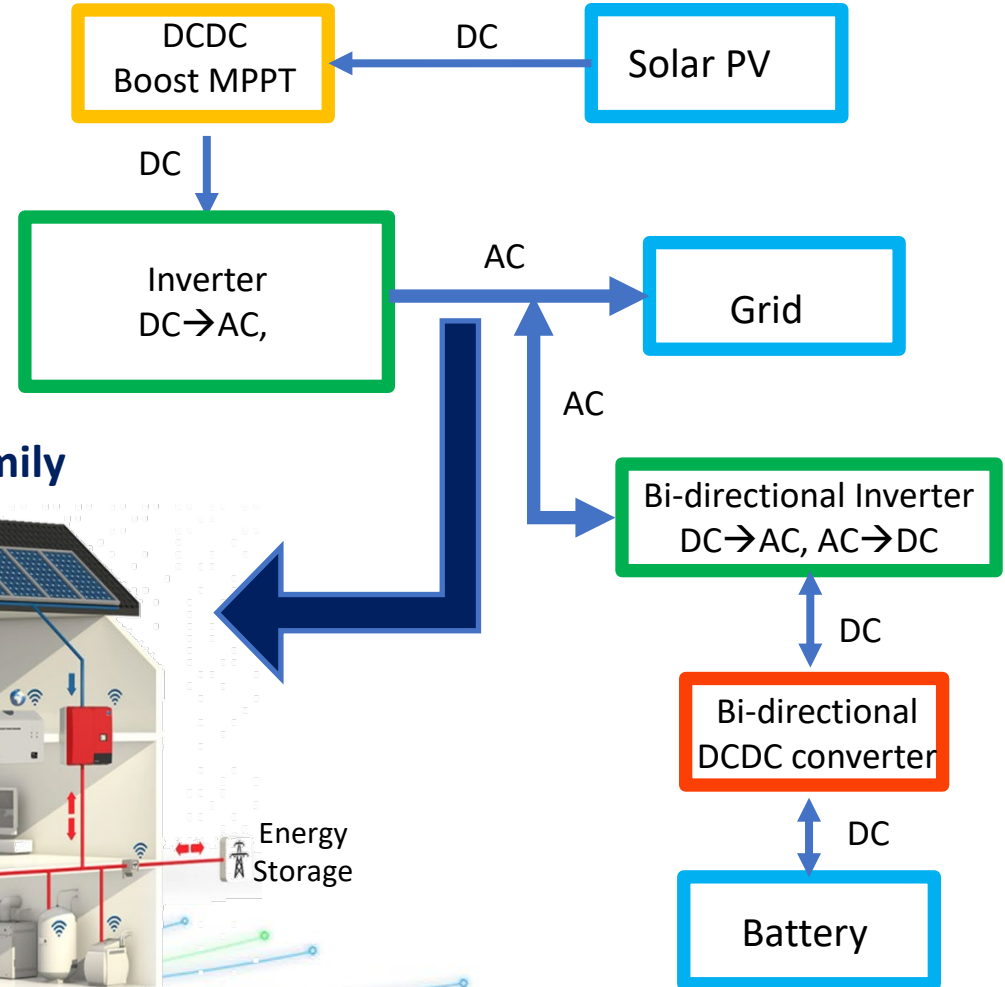 DCDC
Boost MPPT
DC
Solar PV
DC
Inverter
DC→AC,
AC
Grid
AC
Bi-directional Inverter
DC→AC, AC→DC
DC
Bi-directional
DCDC converter
DC
Battery
Energy
Storage